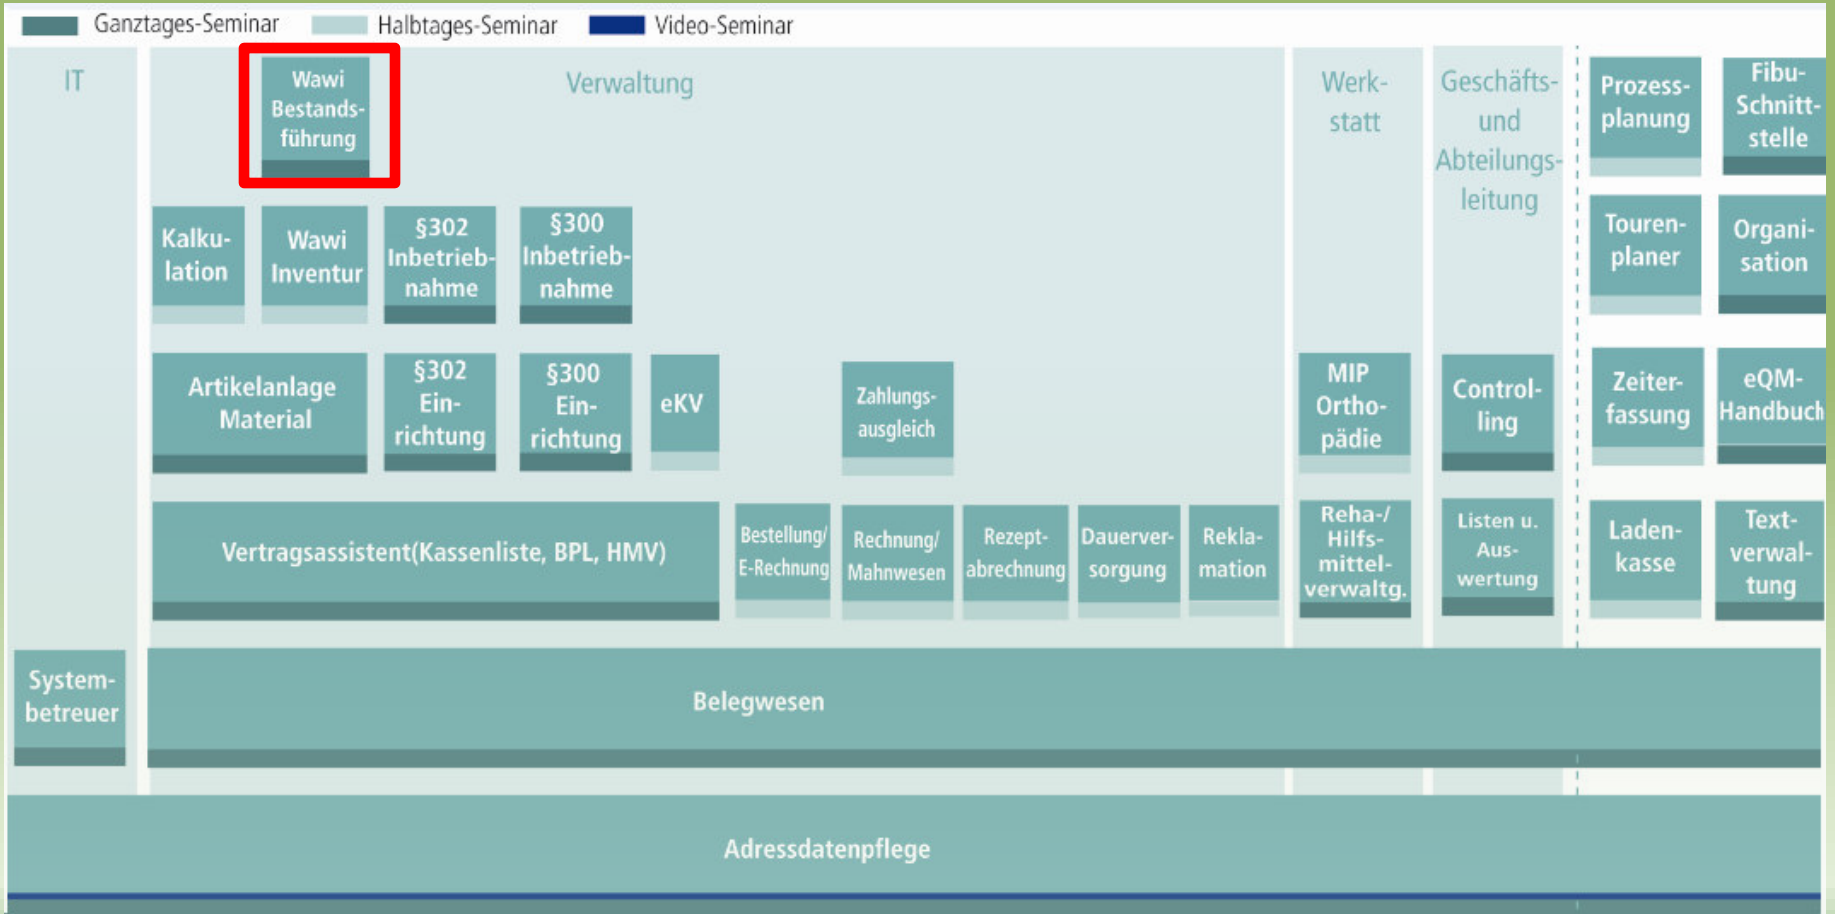 Ganztages-Seminar Halbtages-Seminar Video-Seminar
IT
Verwaltung
Werk-
statt
Geschäfts-
und
Abteilungs-
leitung
Wawi
Bestands-
führung
Prozess-
planung
Fibu-
Schnitt-
stelle
Kalku-
lation
Wawi
Inventur
§302
Inbetrieb-
nahme
§300
Inbetrieb-
nahme
Touren-
planer
Organi-
sation
Artikelanlage
Material
§302
Ein-
richtung
§300
Ein-
richtung
eKV
Zahlungs-
ausgleich
MIP
Ortho-
pädie
Control-
ling
Zeiter-
fassung
eQM-
Handbuch
Vertragsassistent(Kassenliste, BPL, HMV)
Bestellung/
E-Rechnung
Rechnung/
Mahnwesen
Rezept-
abrechnung
Dauerver-
sorgung
Rekla-
mation
Reha-/
Hilfs-
mittel-
verwaltg.
Listen u.
Aus-
wertung
Laden-
kasse
Text-
verwal-
tung
System-
betreuer
Belegwesen
Adressdatenpflege